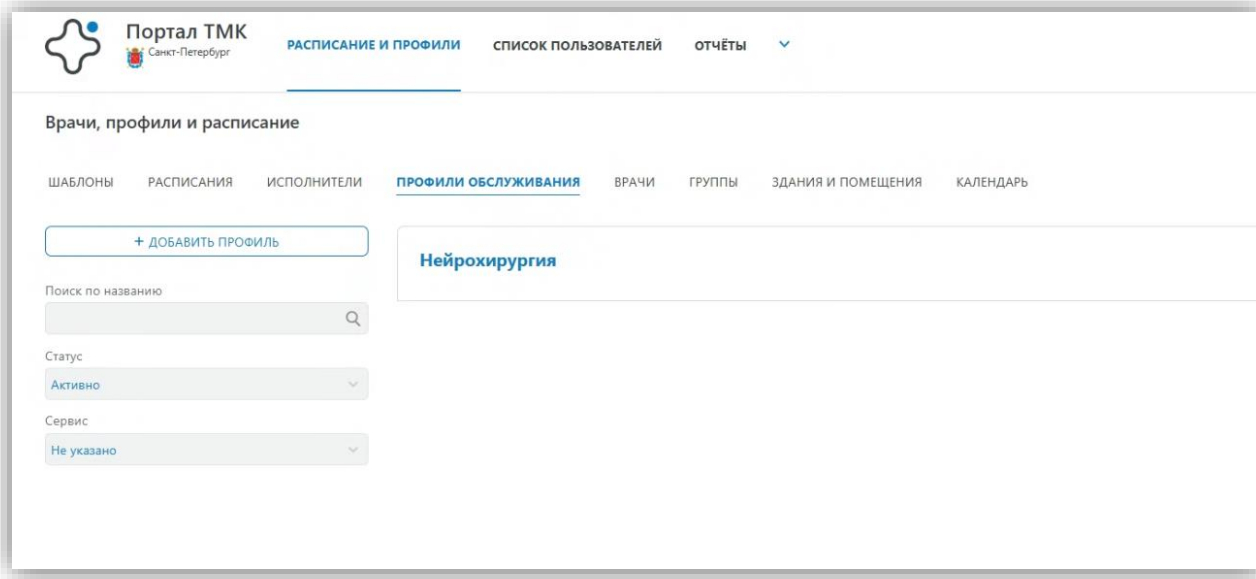 Портал ТМК
Санкт-Петербург
РАСПИСАНИЕ И ПРОФИЛИ СПИСОК ПОЛЬЗОВАТЕЛЕЙ ОТЧЁТЫ
Врачи, профили и расписание
ШАБЛОНЫ РАСПИСАНИЯ ИСПОЛНИТЕЛИ ПРОФИЛИ ОБСЛУЖИВАНИЯ ВРАЧИ ГРУППЫ ЗДАНИЯ И ПОМЕЩЕНИЯ КАЛЕНДАРЬ
+ ДОБАВИТЬ ПРОФИЛЬ
Нейрохирургия
Поиск по названию
Статус
Активно
Сервис
Не указано